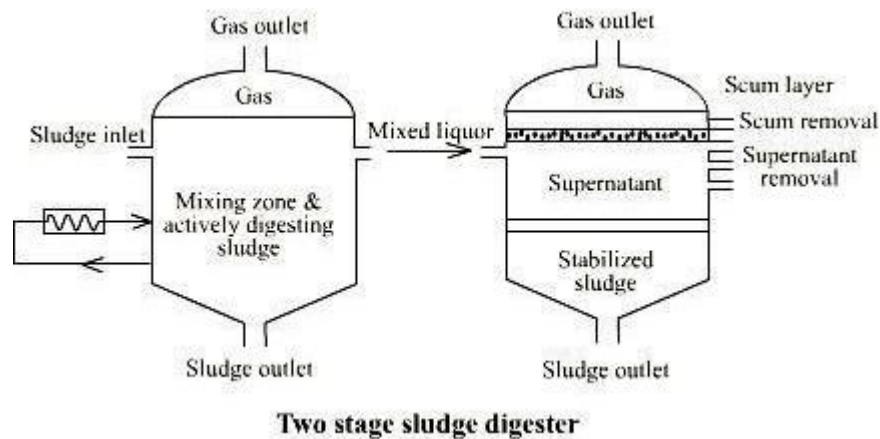 Gas outlet
Gas
Sludge inlet
Mixing zone &
actively digesting
sludge
Sludge outlet
Mixed liquor
Gas outlet
Gas
Scum layer
Scum removal
Supernatant
removal
Supernatant
Stabilized
sludge
Sludge outlet
Two stage sludge digester